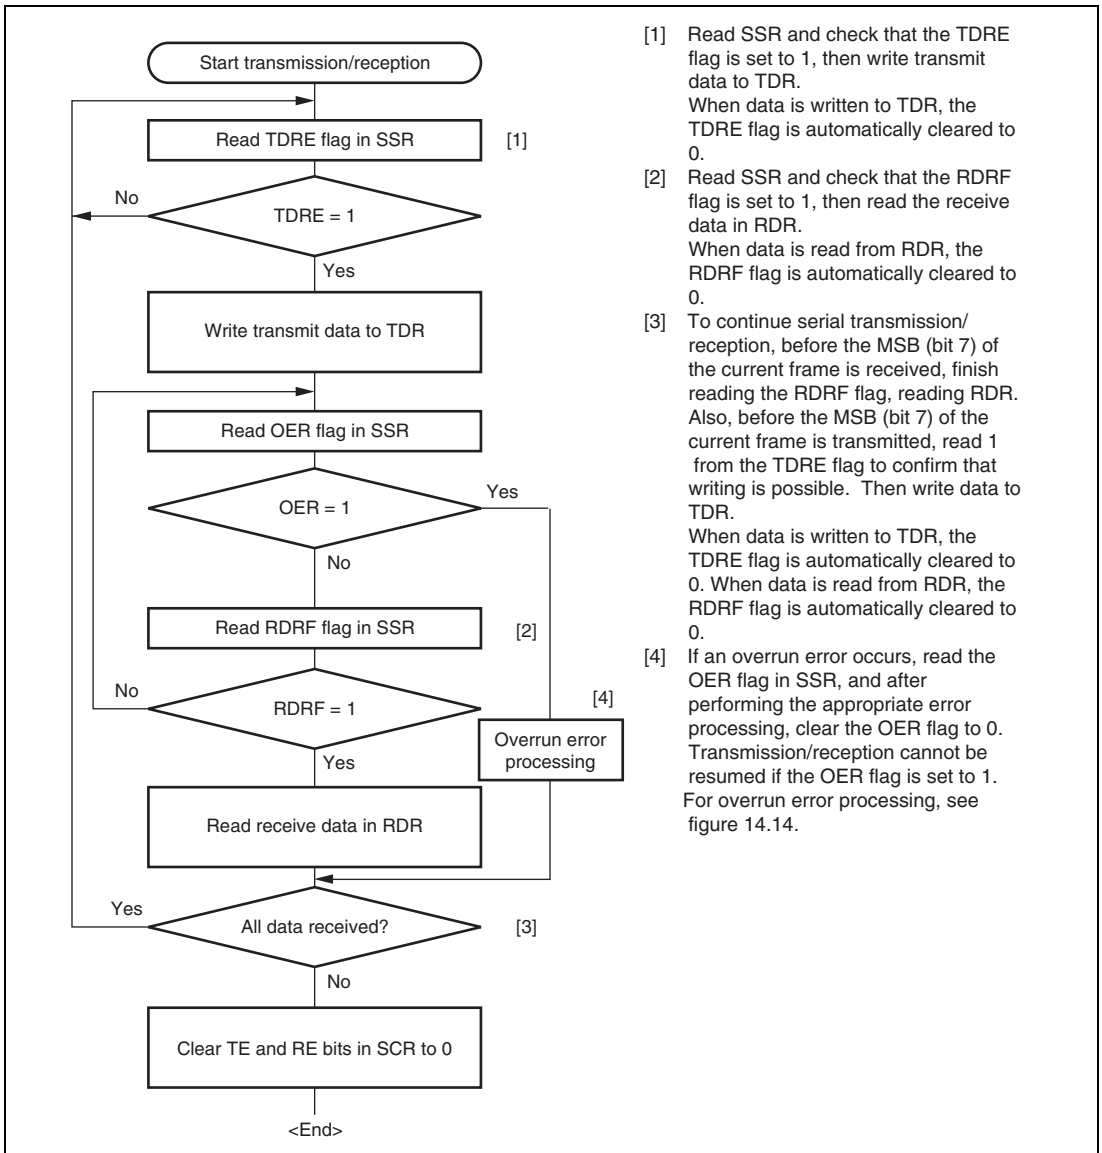 Start transmission/reception
Read TDRE flag in SSR
[1]
No
TDRE = 1
Yes
Write transmit data to TDR
Read OER flag in SSR
Yes
OER = 1
No
Read RDRF flag in SSR
[2]
No
RDRF = 1
[4]
Overrun error
processing
Yes
Read receive data in RDR
Yes
All data received?
[3]
No
Clear TE and RE bits in SCR to 0
<End>
[1] Read SSR and check that the TDRE
flag is set to 1, then write transmit
data to TDR.
When data is written to TDR, the
TDRE flag is automatically cleared to
0.
[2] Read SSR and check that the RDRF
flag is set to 1, then read the receive
data in RDR.
When data is read from RDR, the
RDRF flag is automatically cleared to
0.
[3] To continue serial transmission/
reception, before the MSB (bit 7) of
the current frame is received, finish
reading the RDRF flag, reading RDR.
Also, before the MSB (bit 7) of the
current frame is transmitted, read 1
from the TDRE flag to confirm that
writing is possible. Then write data to
TDR.
When data is written to TDR, the
TDRE flag is automatically cleared to
0. When data is read from RDR, the
RDRF flag is automatically cleared to
0.
[4] If an overrun error occurs, read the
OER flag in SSR, and after
performing the appropriate error
processing, clear the OER flag to 0.
Transmission/reception cannot be
resumed if the OER flag is set to 1.
For overrun error processing, see
figure 14.14.